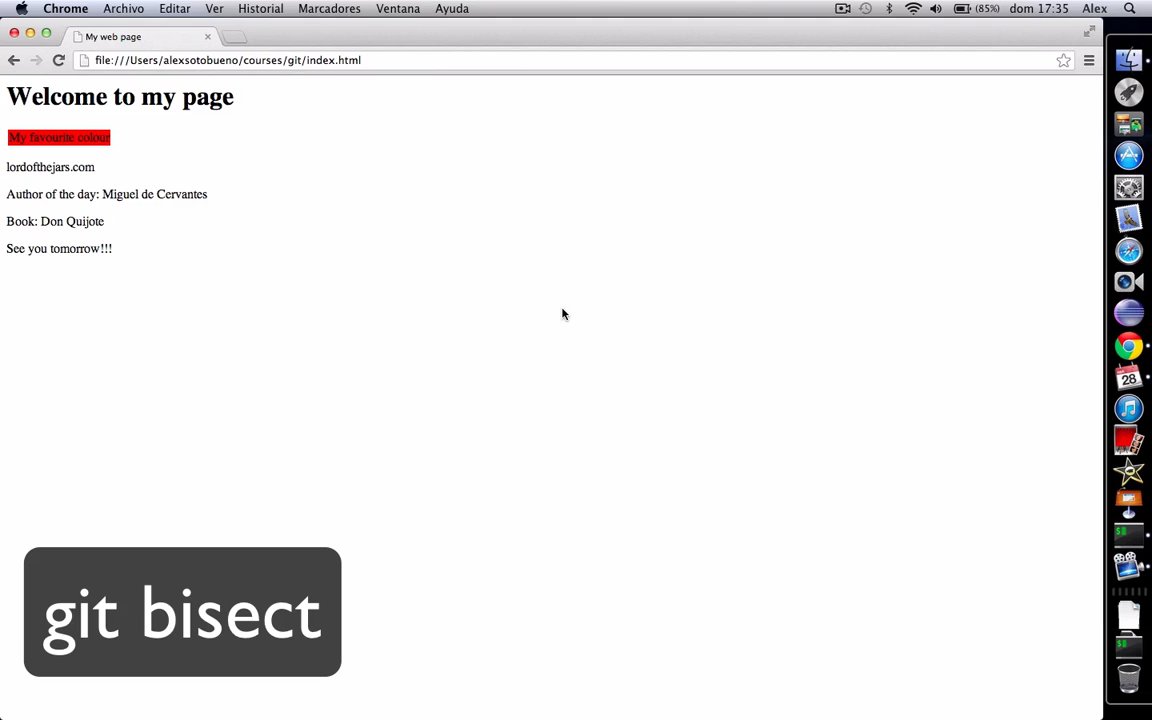 Chrome Archivo Editar Ver Historial Marcadores Ventana Ayuda (85%) dom 17:35 Alex
My web page
file:///Users/alexsotobueno/courses/git/index.html
Welcome to my page
My favourite colour
lordofthejars.com
Author of the day: Miguel de Cervantes
Book: Don Quijote
See you tomorrow!!!
28
git bisect